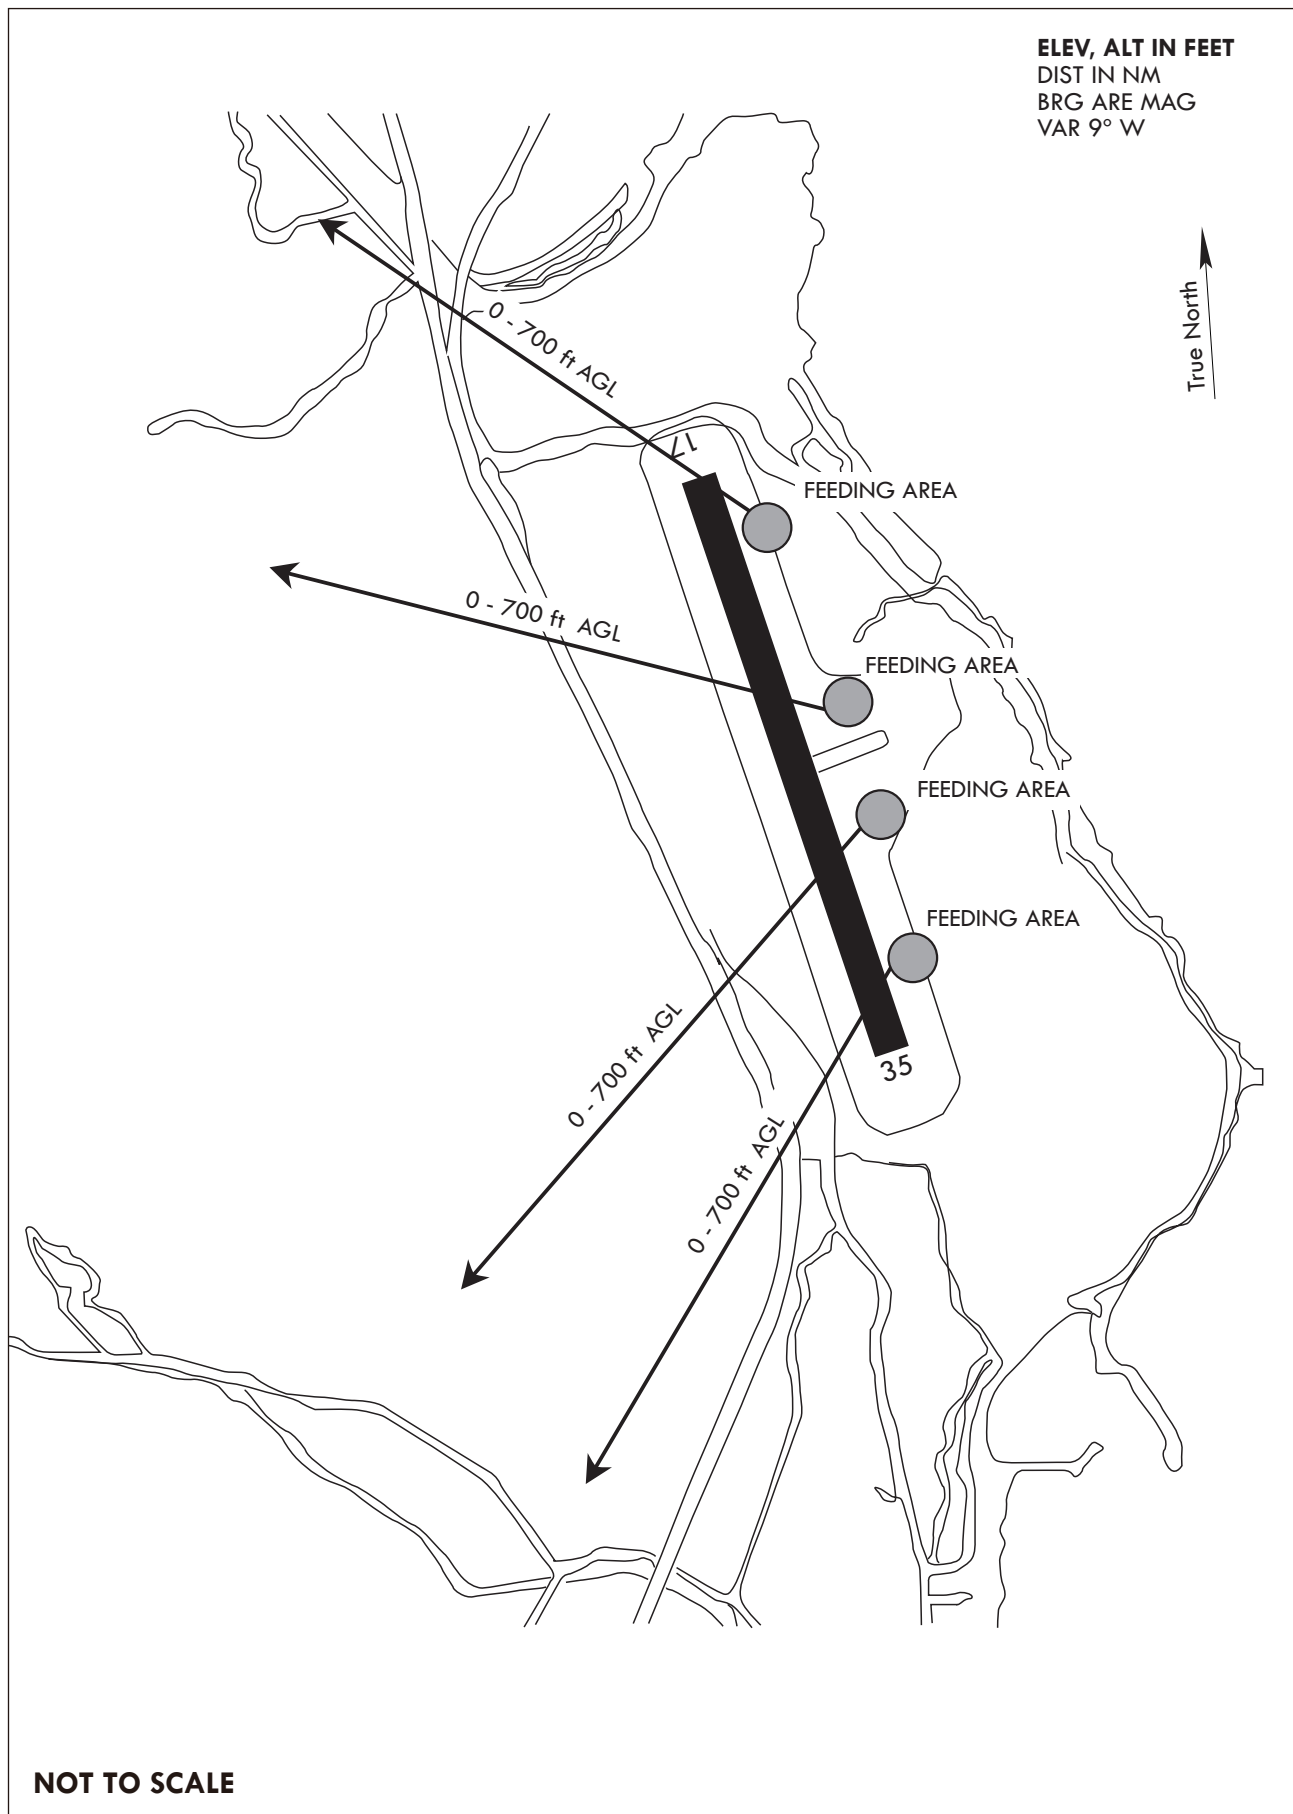 ELEV, ALT IN FEET
DIST IN NM
BRG ARE MAG
VAR 9° W
True North
0 - 700 ft AGL
17
FEEDING AREA
0 - 700 ft AGL
FEEDING AREA
FEEDING AREA
FEEDING AREA
0 - 700 ft AGL
35
0 - 700 ft AGL
NOT TO SCALE